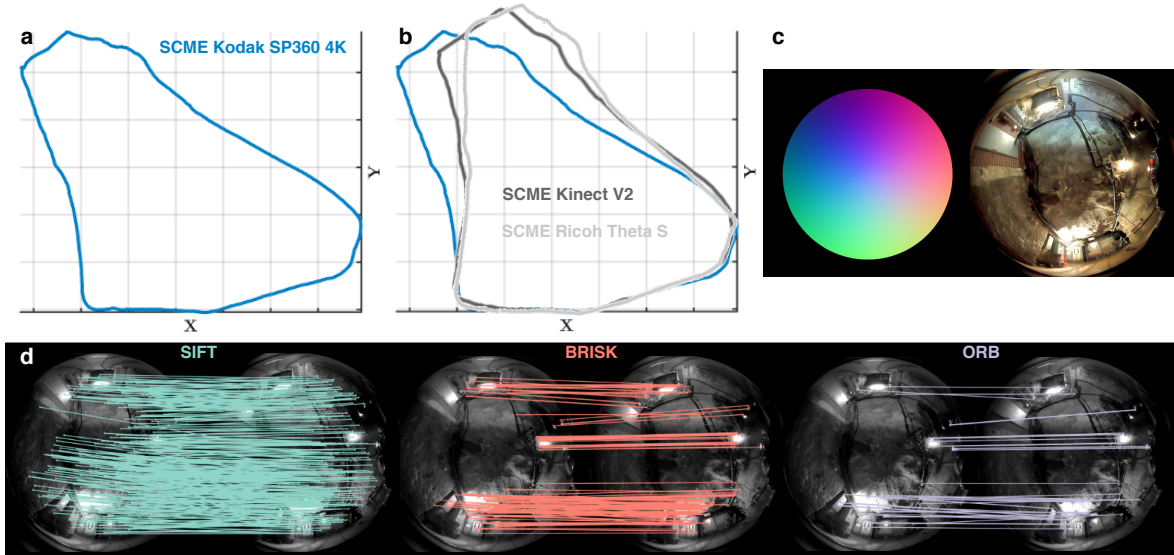 a
SCME Kodak SP360 4K
Y
X
b
SCME Kinect V2
SCME Ricoh Theta S
Y
X
c
d
SIFT
BRISK
ORB